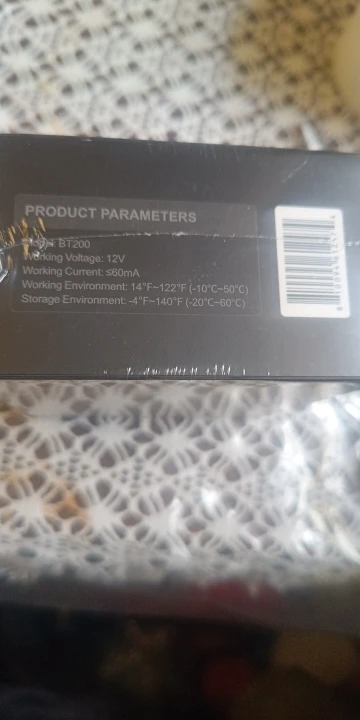 PRODUCT PARAMETERS
Model: BT200
Working Voltage: 12V
Working Current: ≤60mA
Working Environment: 14°F~122°F (-10°C~50°C)
Storage Environment: -4°F~140°F (-20°C~60°C)